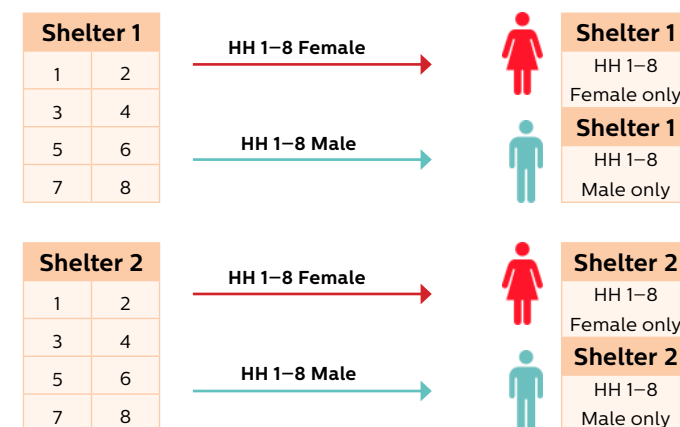 Shelter 1
1 2
3 4
5 6
7 8
HH 1–8 Female
HH 1–8 Male
Shelter 1
HH 1–8
Female only
Shelter 1
HH 1–8
Male only
Shelter 2
1 2
3 4
5 6
7 8
HH 1–8 Female
HH 1–8 Male
Shelter 2
HH 1–8
Female only
Shelter 2
HH 1–8
Male only